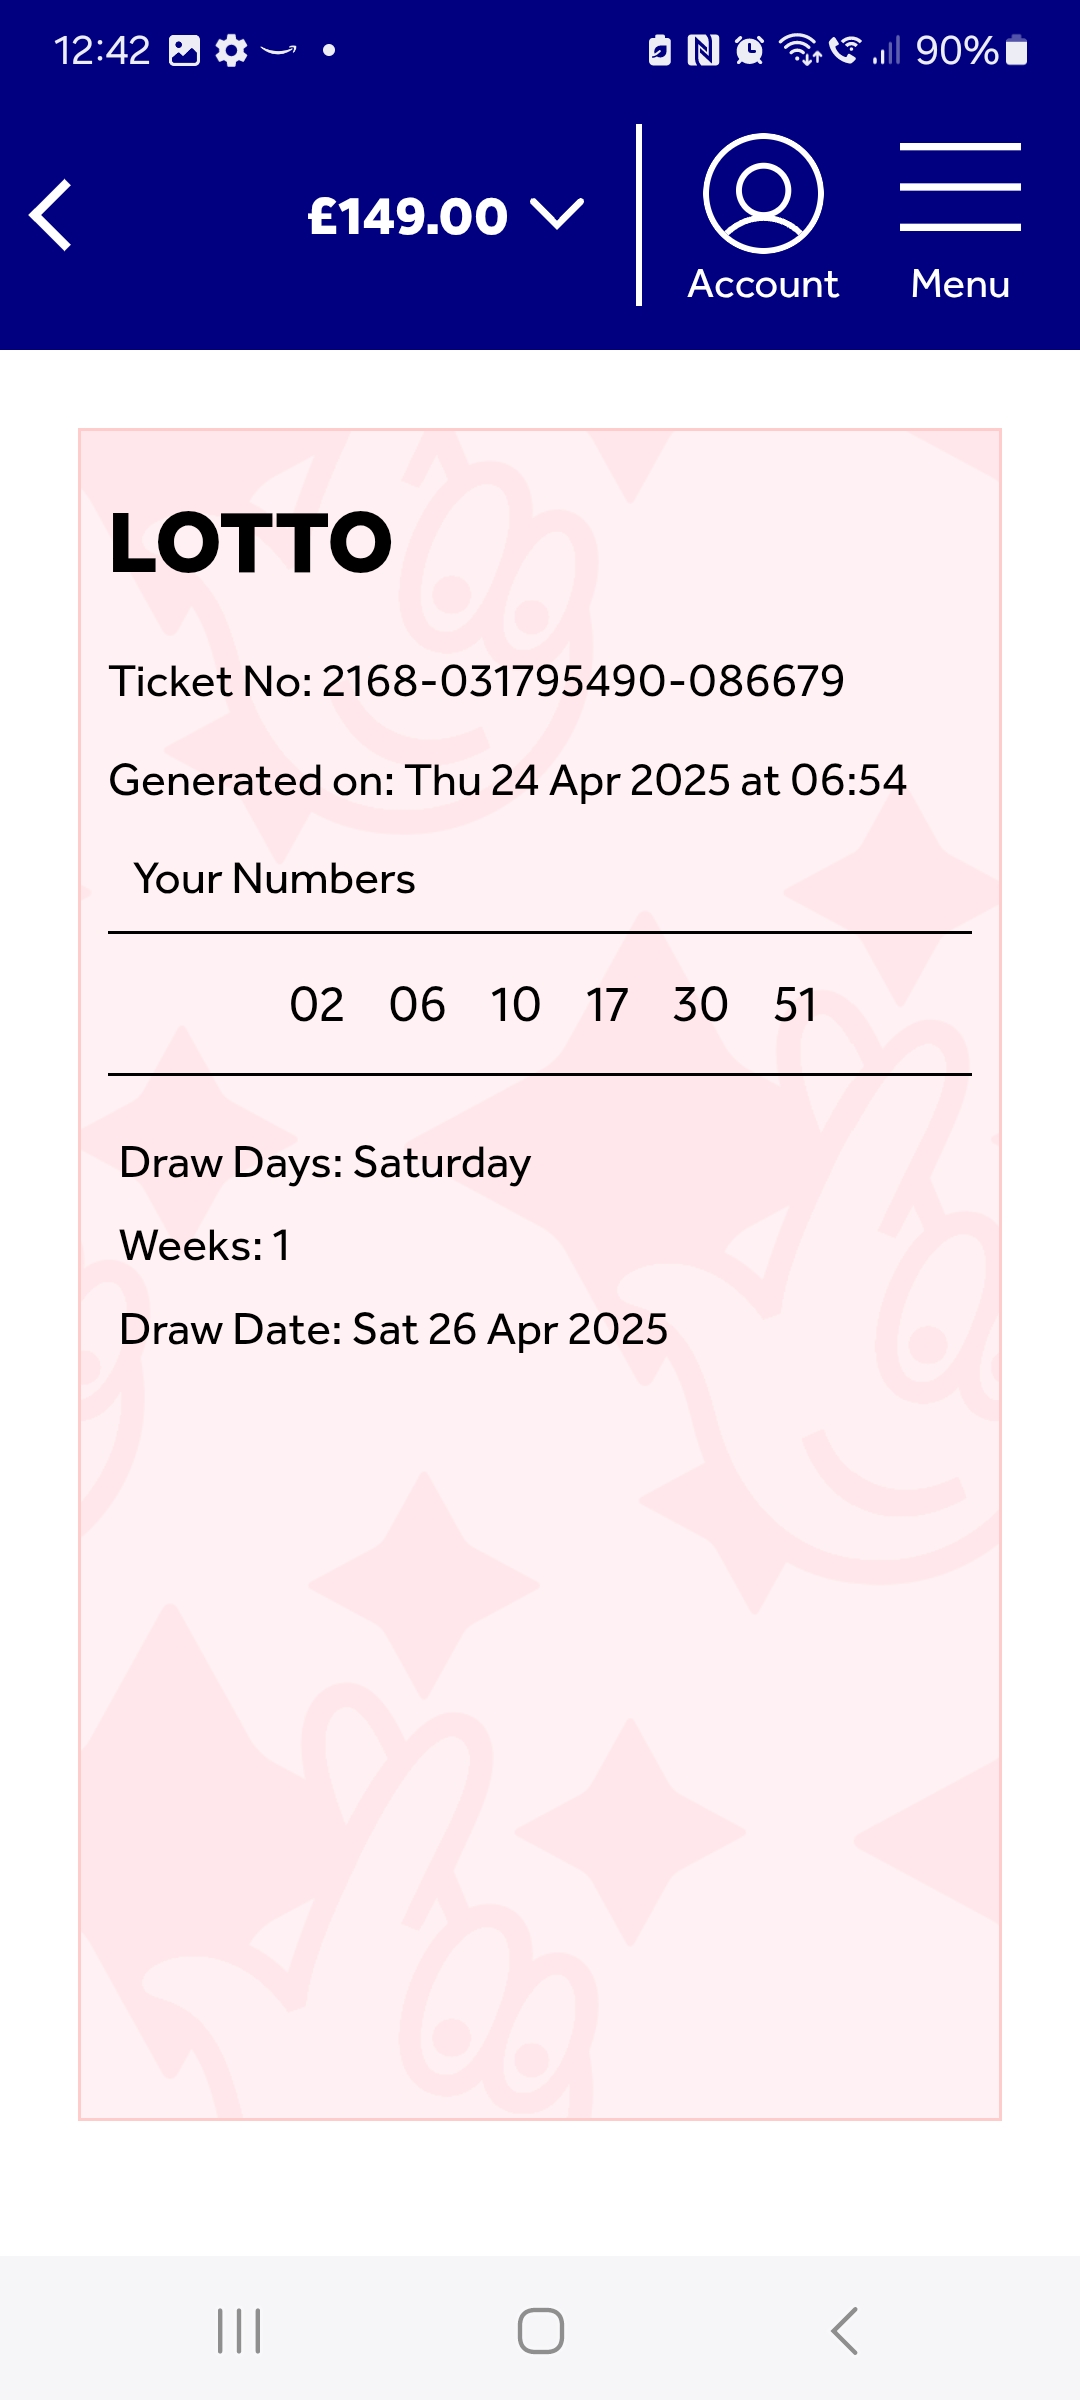 12:42 90%
£149.00
Account Menu
LOTTO
Ticket No: 2168-031795490-086679
Generated on: Thu 24 Apr 2025 at 06:54
Your Numbers
02 06 10 17 30 51
Draw Days: Saturday
Weeks: 1
Draw Date: Sat 26 Apr 2025